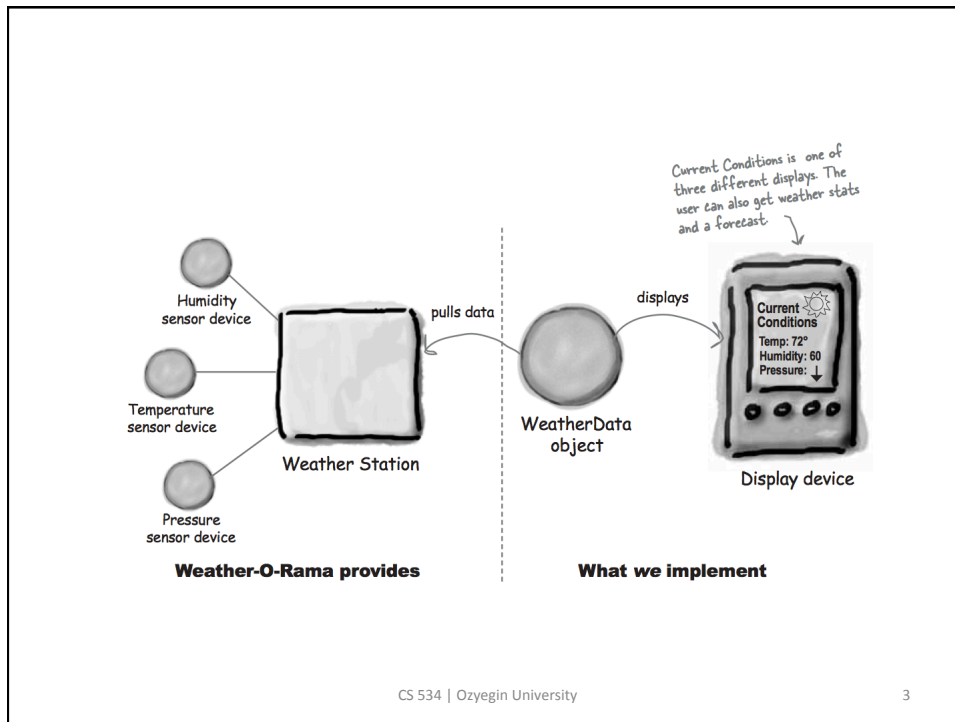 Current Conditions is one of
three different displays. The
user can also get weather stats
and a forecast.
Humidity
sensor device
Temperature
sensor device
Pressure
sensor device
Weather Station
pulls data
WeatherData
object
displays
Current
Conditions
Temp: 72°
Humidity: 60
Pressure:
Display device
Weather-O-Rama provides
What we implement
CS 534 | Ozyegin University
3